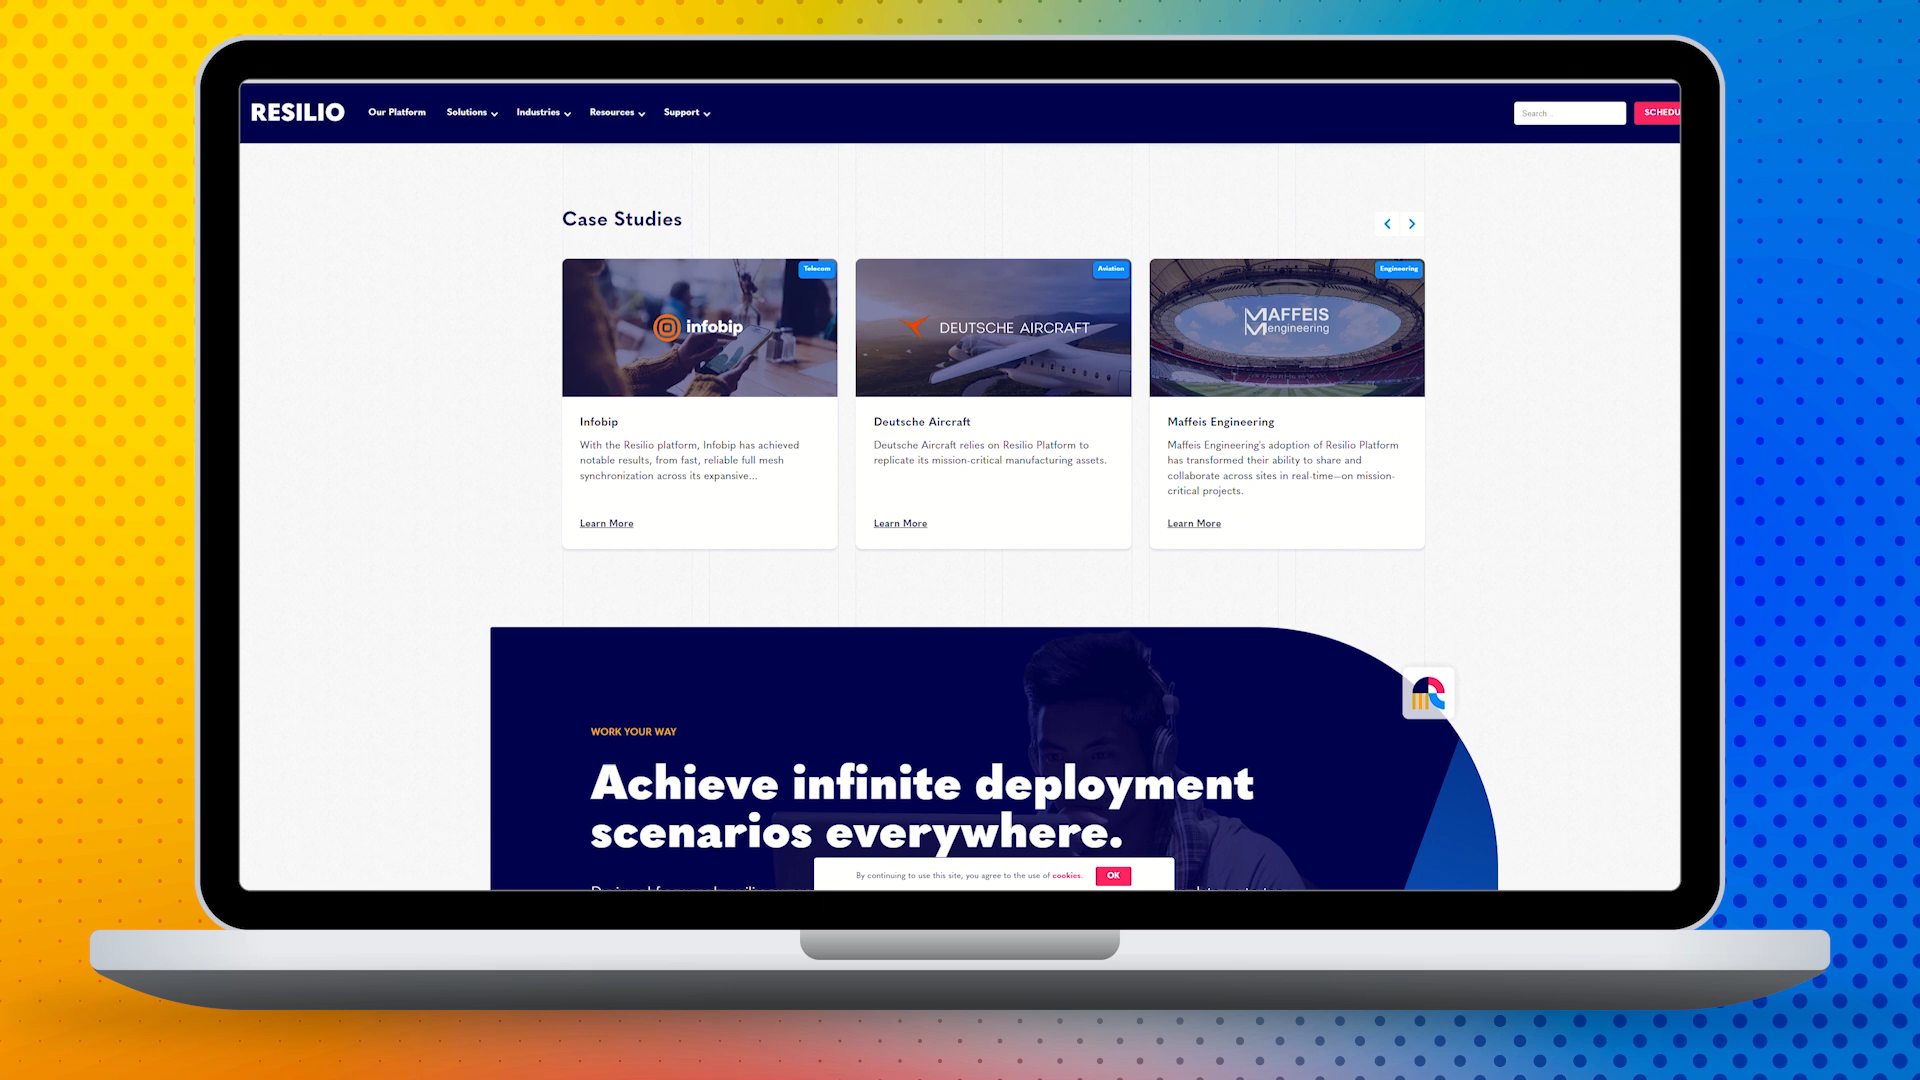 RESILIO
Our Platform
Solutions
Industries
Resources
Support
Search...
SCHEDU
Case Studies
Telecom
infobip
Infobip
With the Resilio platform, Infobip has achieved
notable results, from fast, reliable full mesh
synchronization across its expansive...
Learn More
Aviation
DEUTSCHE AIRCRAFT
Deutsche Aircraft
Deutsche Aircraft relies on Resilio Platform to
replicate its mission-critical manufacturing assets.
Learn More
Engineering
MAFFEIS
engineering
Maffeis Engineering
Maffeis Engineering's adoption of Resilio Platform
has transformed their ability to share and
collaborate across sites in real-time—on mission-
critical projects.
Learn More
WORK YOUR WAY
Achieve infinite deployment
scenarios everywhere.
By continuing to use this site, you agree to the use of cookies.
OK